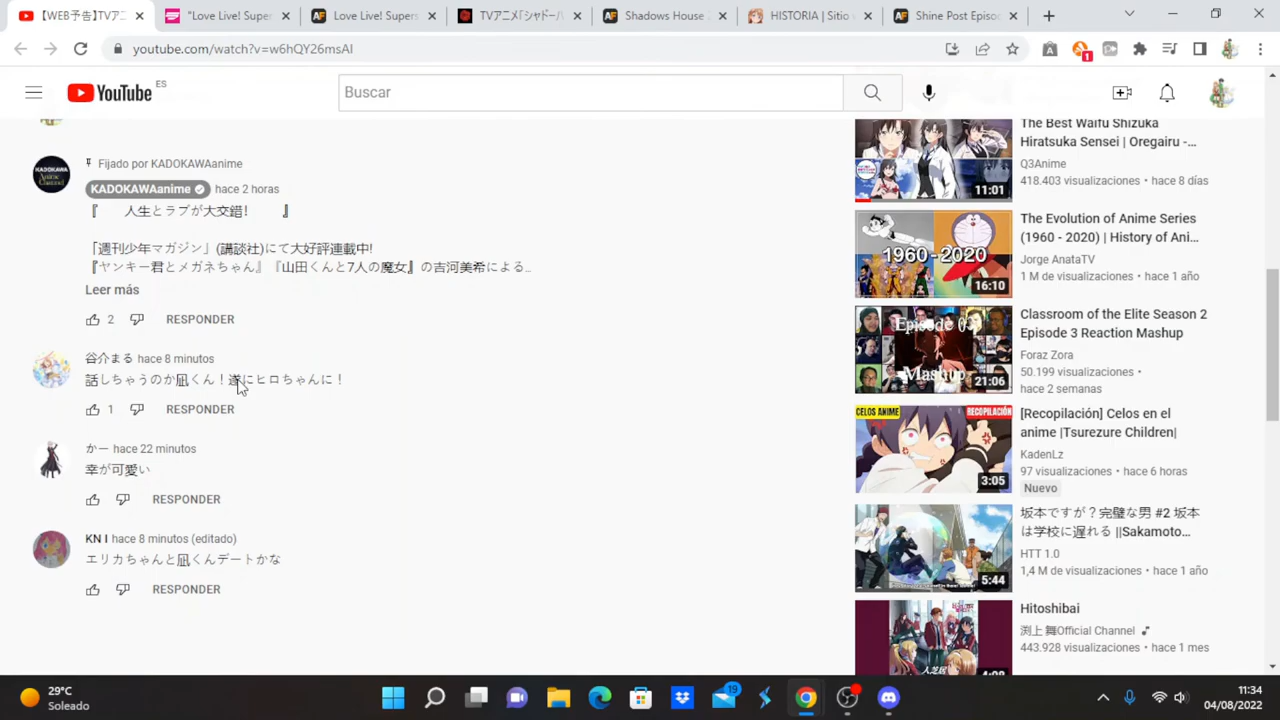 【WEB予告】TVアニ
"Love Live! Super
Love Live! Supers
【TVアニメ『シャドーハ
Shadows House
HISTORIA | Sitio
Shine Post Episod
youtube.com/watch?v=w6hQY26msAI
1
YouTube
ES
Buscar
Fijado por KADOKAWAanime
KADOKAWA
KADOKAWAanime
hace 2 horas
『　　人生とラブが大交錯!　　』
「週刊少年マガジン」(講談社)にて大好評連載中!
『ヤンキー君とメガネちゃん』『山田くんと7人の魔女』の吉河美希による...
Leer más
2
RESPONDER
谷介まる hace 8 minutos
話しちゃうのか凪くん！遂にヒロちゃんに！
1
RESPONDER
かー hace 22 minutos
幸が可愛い
RESPONDER
KN I hace 8 minutos (editado)
エリカちゃんと凪くんデートかな
RESPONDER
11:01
The Best Waifu Shizuka
Hiratsuka Sensei | Oregairu -...
Q3Anime
418.403 visualizaciones • hace 8 días
1960-2020
16:10
The Evolution of Anime Series
(1960 - 2020) | History of Ani...
Jorge AnataTV
1 M de visualizaciones • hace 1 año
Episode 03
Mashup
21:06
Classroom of the Elite Season 2
Episode 3 Reaction Mashup
Foraz Zora
50.199 visualizaciones •
hace 2 semanas
CELOS ANIME
RECOPILACIÓN
3:05
[Recopilación] Celos en el
anime |Tsurezure Children|
KadenLz
97 visualizaciones • hace 6 horas
Nuevo
5:44
坂本ですが？完璧な男 #2 坂本
は学校に遅れる ||Sakamoto...
HTT 1.0
1,4 M de visualizaciones • hace 1 año
人芝居
4:08
Hitoshibai
渕上 舞Official Channel
443.928 visualizaciones • hace 1 mes
29°C
Soleado
19
11:34
04/08/2022